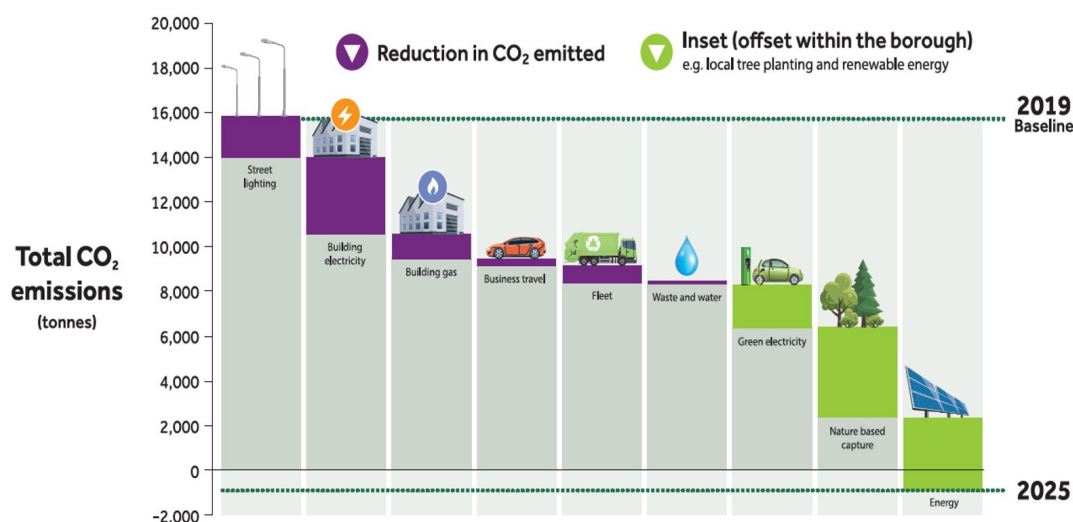 20,000
18,000
16,000
14,000
12,000
10,000
8,000
6,000
4,000
2,000
0
-2,000
Total CO₂
emissions
(tonnes)
Reduction in CO₂ emitted
Inset (offset within the borough)
e.g. local tree planting and renewable energy
2019
Baseline
Street
lighting
Building
electricity
Building gas
Business travel
Fleet
Waste and water
Green electricity
Nature based
capture
Energy
2025